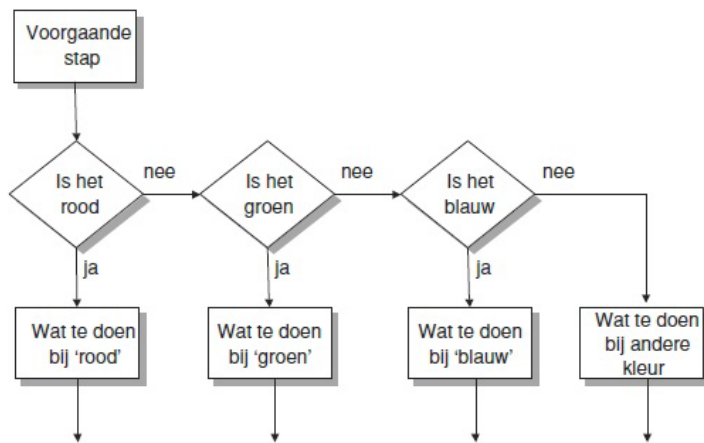 Voorgaande
stap
Is het
rood
nee
Is het
groen
nee
Is het
blauw
nee
ja
ja
ja
Wat te doen
bij ‘rood’
Wat te doen
bij ‘groen’
Wat te doen
bij ‘blauw’
Wat te doen
bij andere
kleur